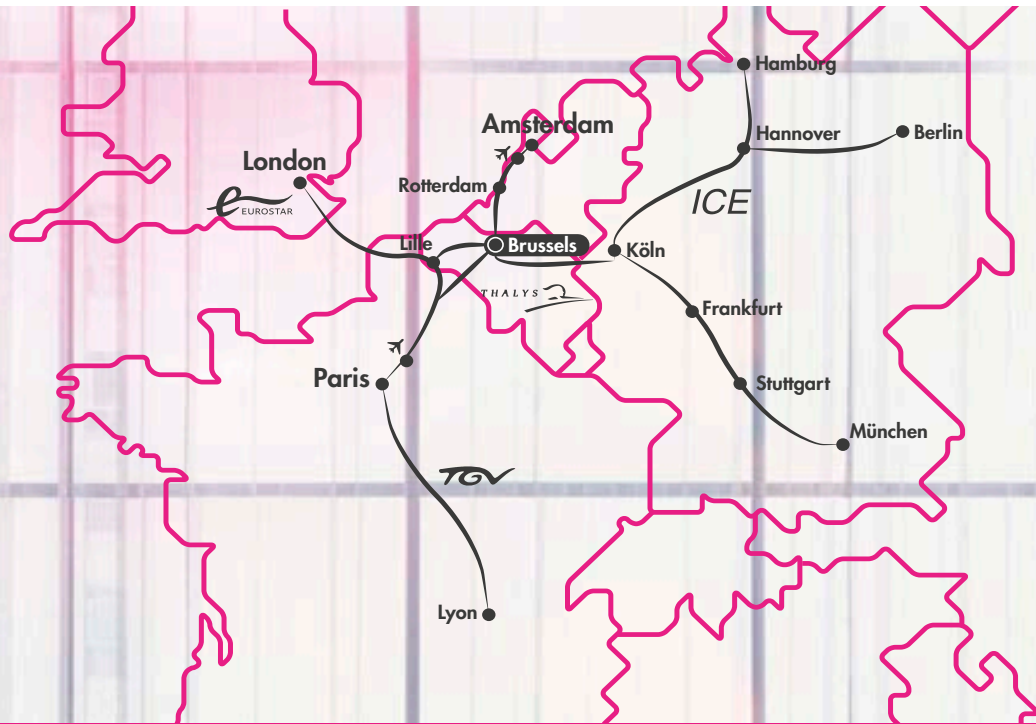 Hamburg
Amsterdam
Hannover
Berlin
London
Rotterdam
ICE
e
EUROSTAR
Lille
Brussels
Köln
THALYS
Frankfurt
Paris
Stuttgart
München
TGV
Lyon